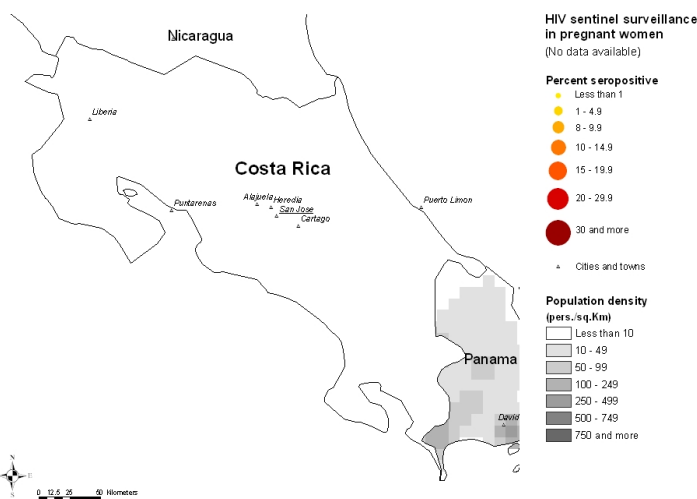 Nicaragua
Liberia
Costa Rica
Alajuela
Heredia
San Jose
Cartago
Puntarenas
Puerto Limon
Panama
David
N
E
S
0 12.5 25 50 Kilometers
HIV sentinel surveillance
in pregnant women
(No data available)
Percent seropositive
Less than 1
1 - 4.9
8 - 9.9
10 - 14.9
15 - 19.9
20 - 29.9
30 and more
Cities and towns
Population density
(pers./sq.Km)
Less than 10
10 - 49
50 - 99
100 - 249
250 - 499
500 - 749
750 and more